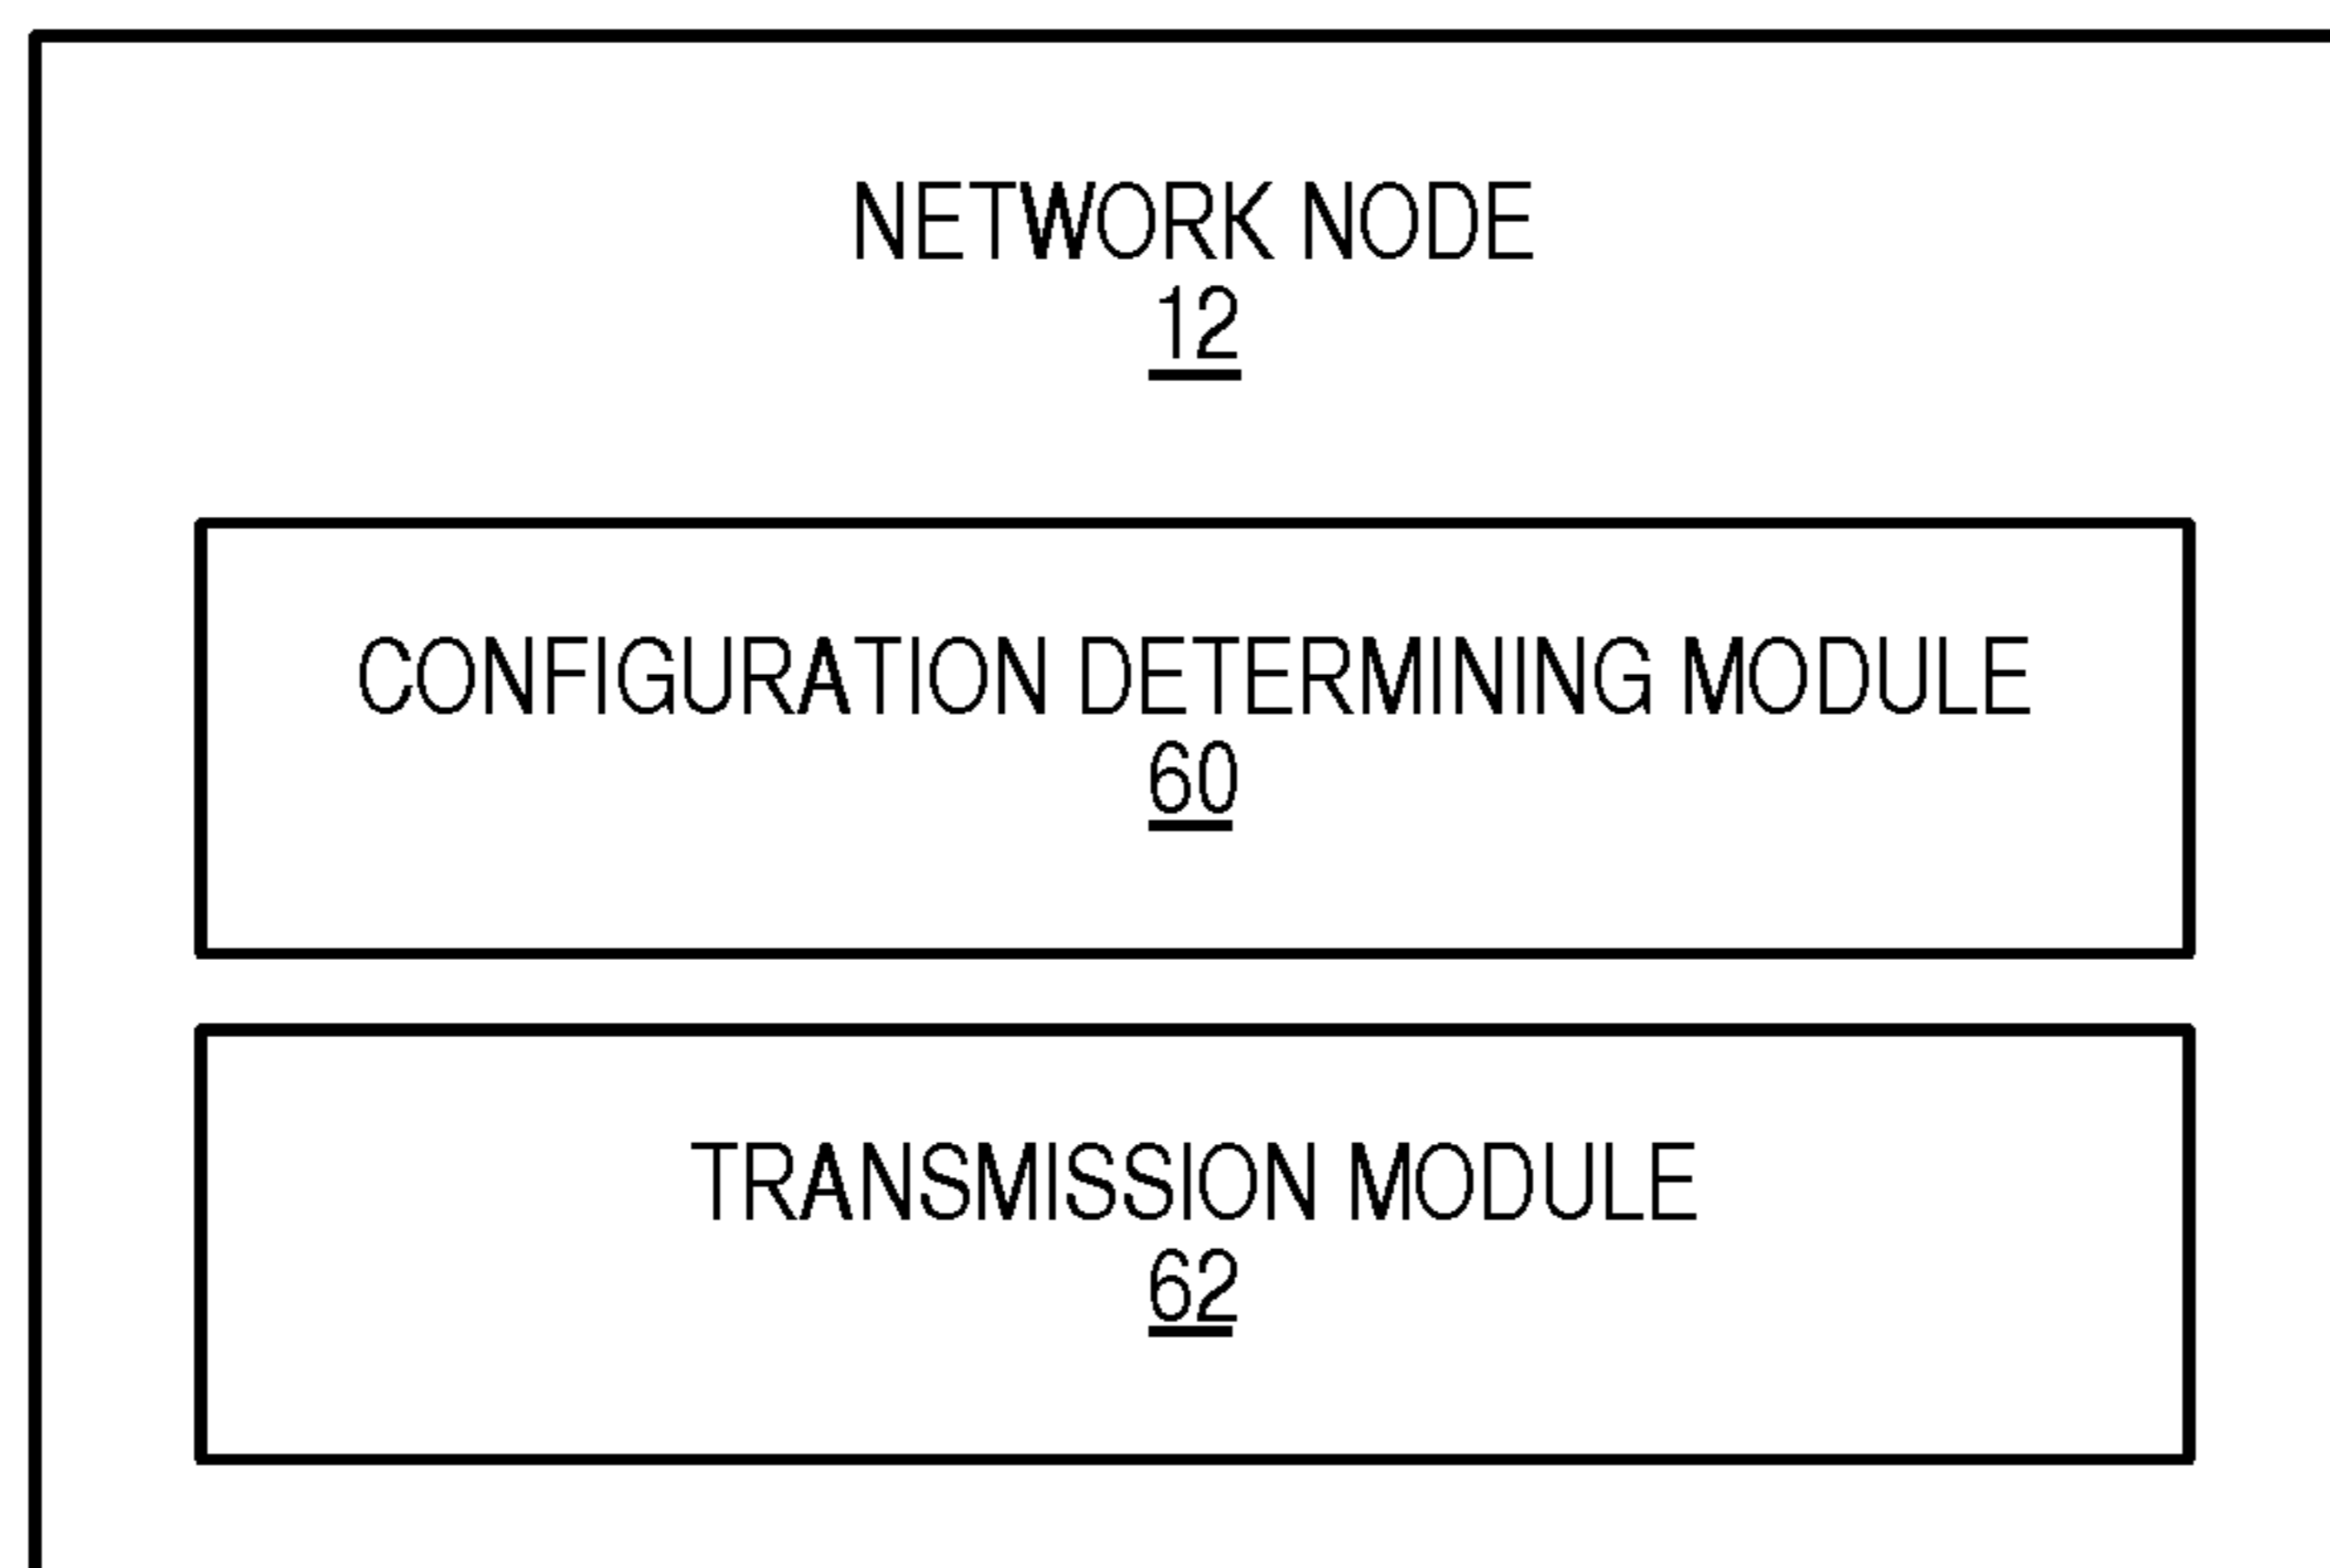 NETWORK NODE
12
CONFIGURATION DETERMINING MODULE
60
TRANSMISSION MODULE
62